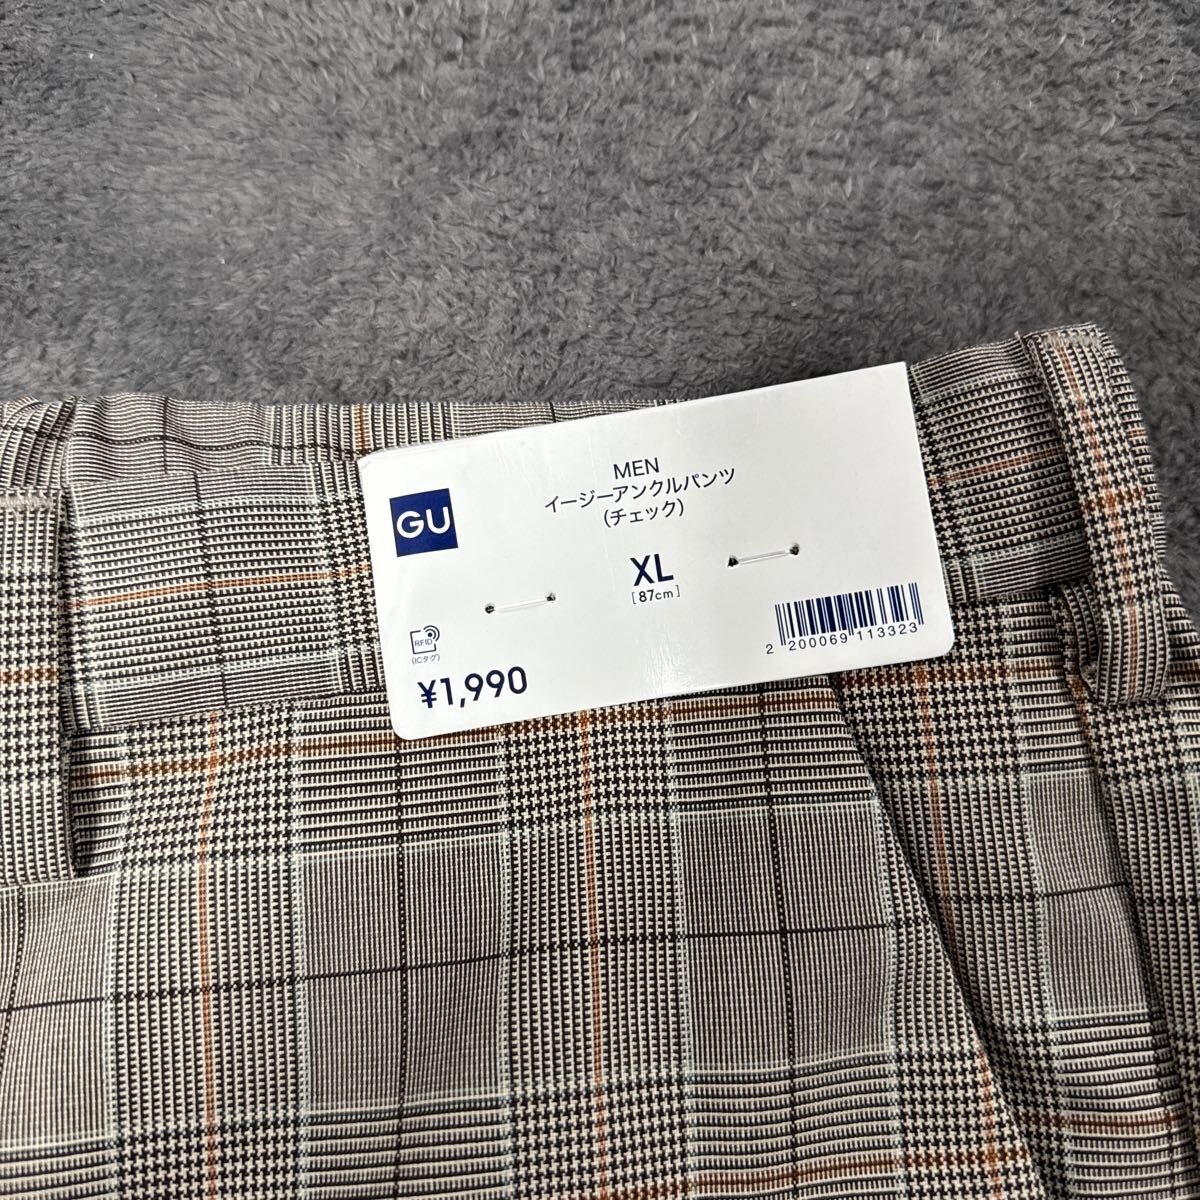 MEN
イージーアンクルパンツ
(チェック)
GU
XL
[87cm]
RFID
(ICタグ)
¥1,990
2 200069 113323